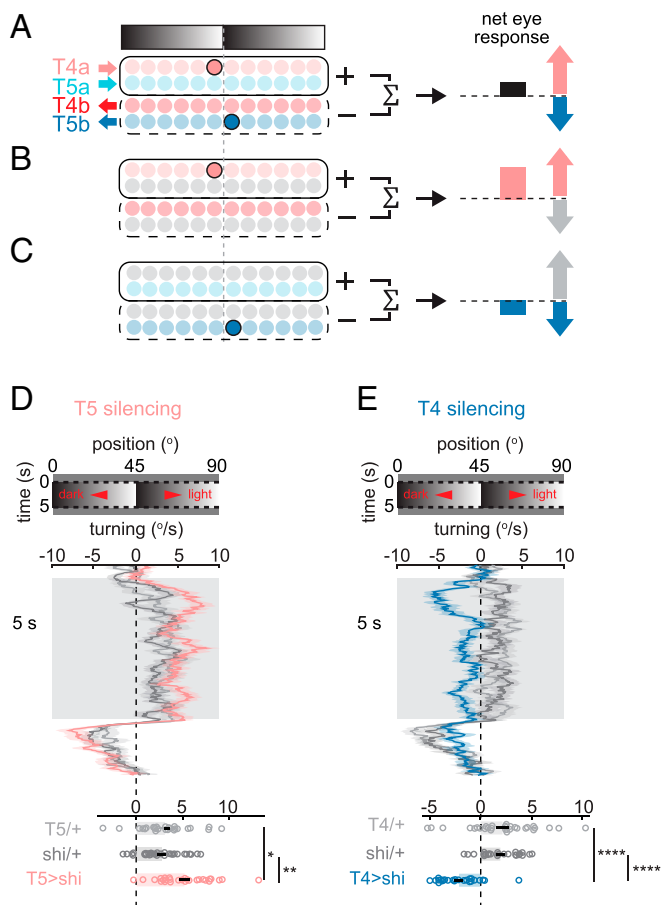 A
net eye
response
T4a
T5a
T4b
T5b
+
−
Σ
B
+
−
Σ
C
+
−
Σ
D
T5 silencing
position (°)
0 45 90
time (s)
0
5
dark light
turning (°/s)
-10 -5 0 5 10
5 s
0 5 10
T5/+
shi/+
T5>shi
*
**
E
T4 silencing
position (°)
0 45 90
time (s)
0
5
dark light
turning (°/s)
-10 -5 0 5 10
5 s
-5 0 5 10
T4/+
shi/+
T4>shi
****
****